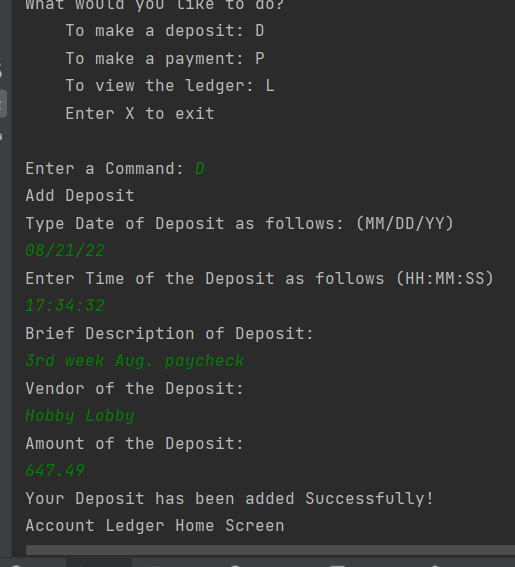 What would you like to do?
To make a deposit: D
To make a payment: P
To view the ledger: L
Enter X to exit
Enter a Command: D
Add Deposit
Type Date of Deposit as follows: (MM/DD/YY)
08/21/22
Enter Time of the Deposit as follows (HH:MM:SS)
17:34:32
Brief Description of Deposit:
3rd week Aug. paycheck
Vendor of the Deposit:
Hobby Lobby
Amount of the Deposit:
647.49
Your Deposit has been added Successfully!
Account Ledger Home Screen